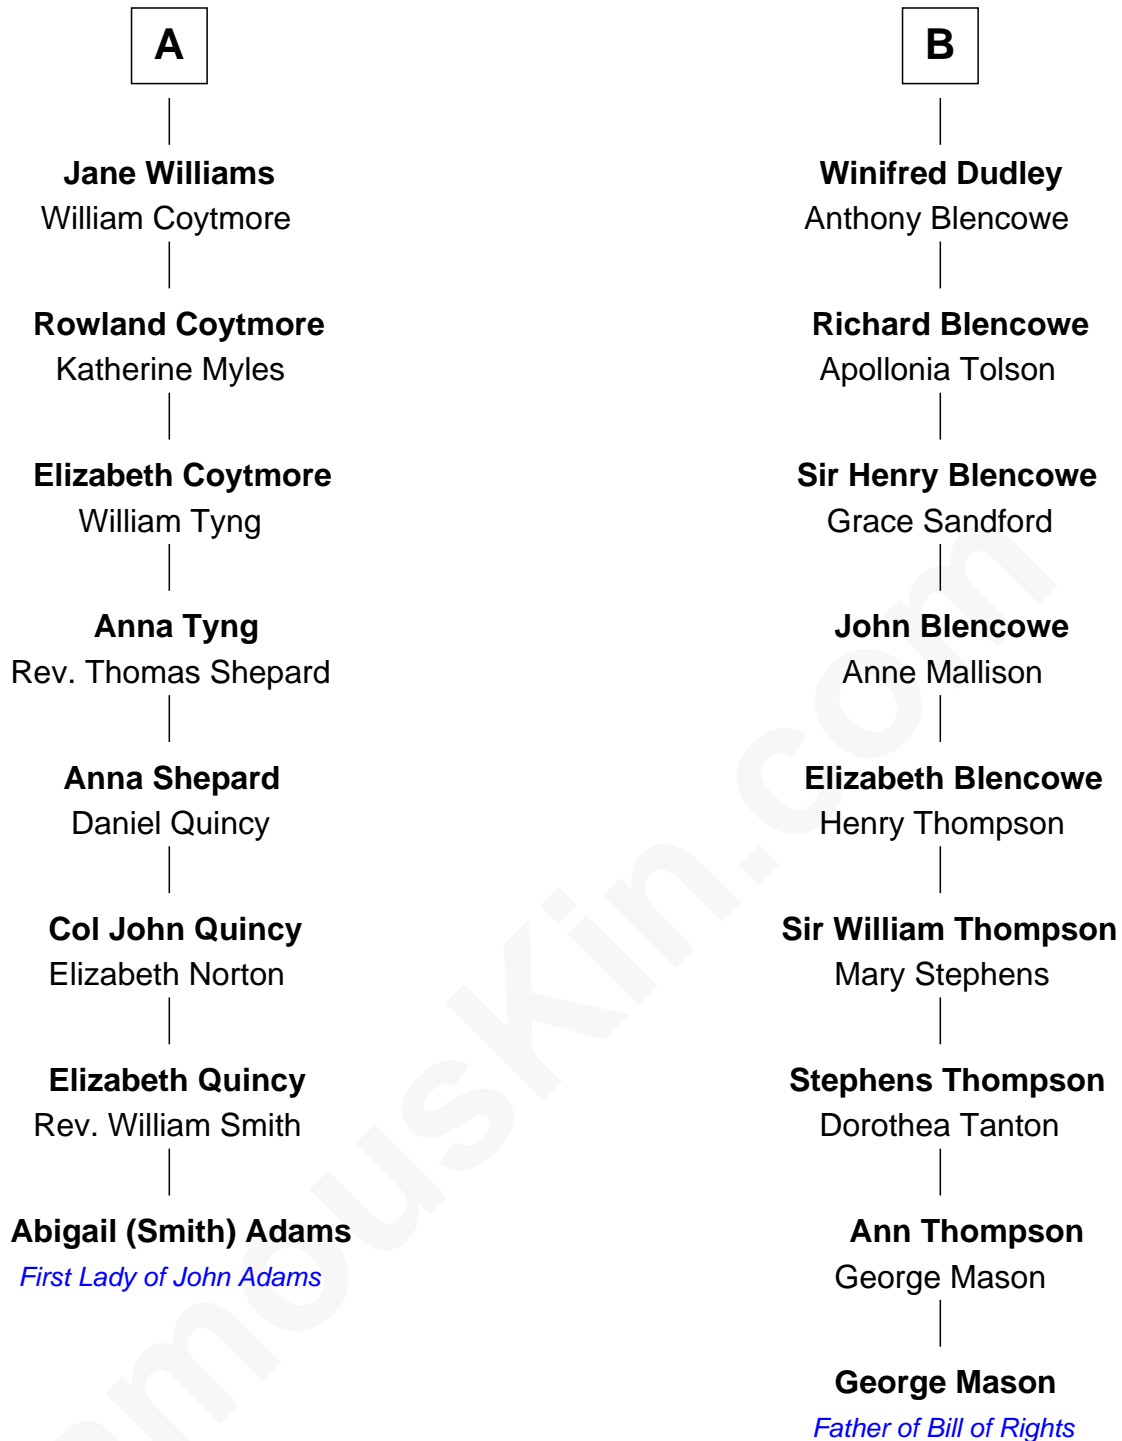 A
Jane Williams
William Coytmore
Rowland Coytmore
Katherine Myles
Elizabeth Coytmore
William Tyng
Anna Tyng
Rev. Thomas Shepard
Anna Shepard
Daniel Quincy
Col John Quincy
Elizabeth Norton
Elizabeth Quincy
Rev. William Smith
Abigail (Smith) Adams
First Lady of John Adams
B
Winifred Dudley
Anthony Blencowe
Richard Blencowe
Apollonia Tolson
Sir Henry Blencowe
Grace Sandford
John Blencowe
Anne Mallison
Elizabeth Blencowe
Henry Thompson
Sir William Thompson
Mary Stephens
Stephens Thompson
Dorothea Tanton
Ann Thompson
George Mason
George Mason
Father of Bill of Rights
mousKin.com